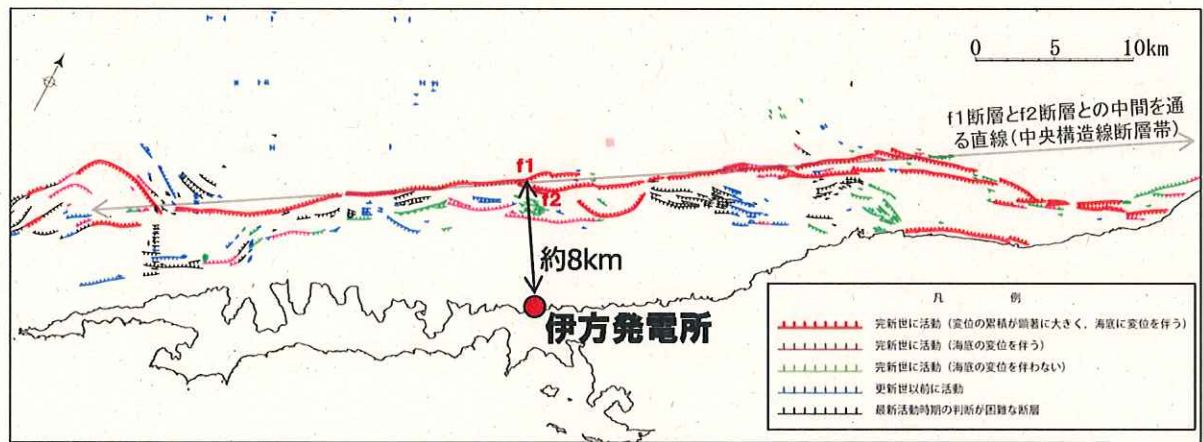 0 5 10km
f1断層とf2断層との中間を通
る直線(中央構造線断層帯)
f1
f2
約8km
伊方発電所
凡 例
完新世に活動(変位の累積が顕著に大きく、海底に変位を伴う)
完新世に活動(海底の変位を伴う)
完新世に活動(海底の変位を伴わない)
更新世以前に活動
最新活動時期の判断が困難な断層